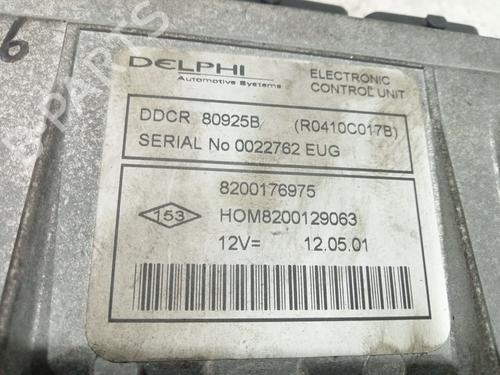 6
DELPHI
Automotive Systems
ELECTRONIC
CONTROL UNIT
DDCR 80925B (R0410C017B)
SERIAL No 0022762 EUG
8200176975
153
HOM8200129063
12V= 12.05.01